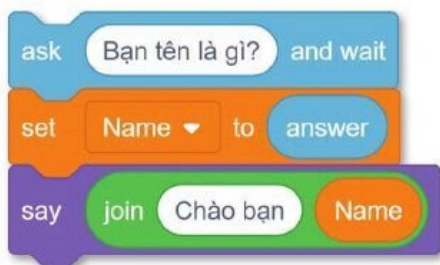 ask Bạn tên là gì? and wait
set Name to answer
say join Chào bạn Name